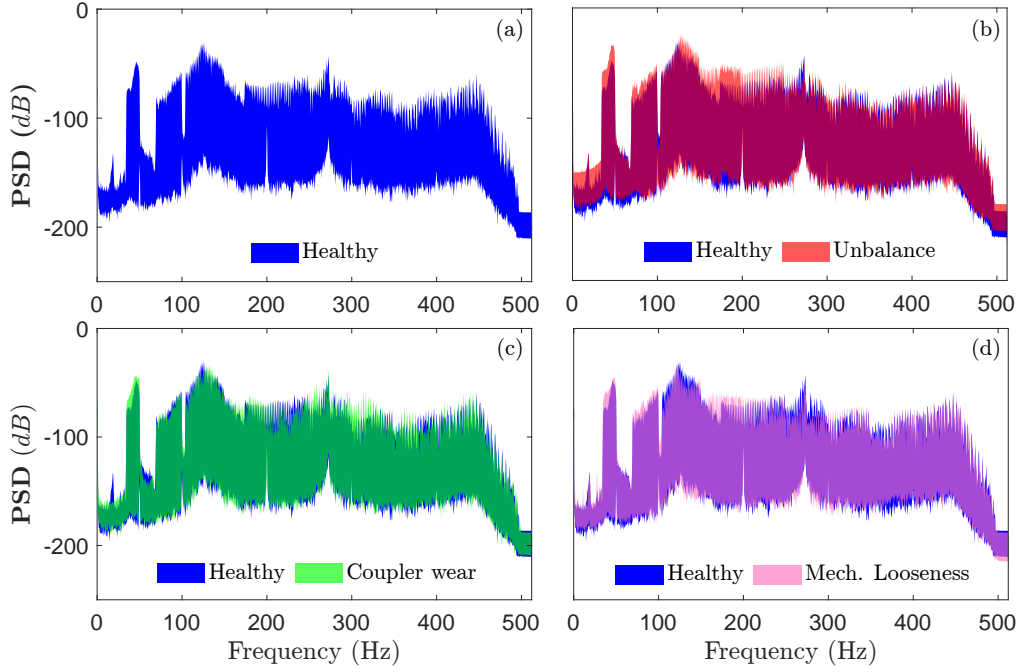 (a)
PSD (dB)
0
-100
-200
Healthy
0 100 200 300 400 500
(b)
Healthy Unbalance
0 100 200 300 400 500
(c)
PSD (dB)
0
-100
-200
Healthy Coupler wear
0 100 200 300 400 500
Frequency (Hz)
(d)
Healthy Mech. Looseness
0 100 200 300 400 500
Frequency (Hz)